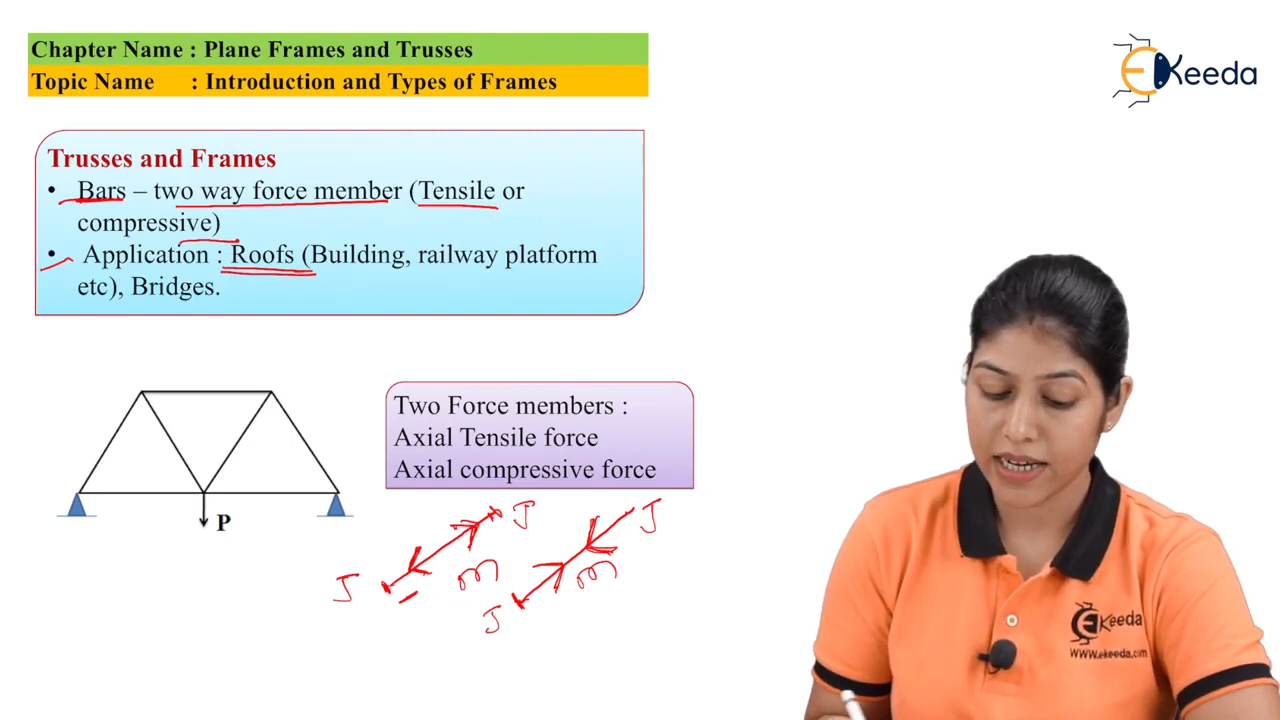 Chapter Name : Plane Frames and Trusses
Topic Name : Introduction and Types of Frames
EKeeda
Trusses and Frames
• Bars – two way force member (Tensile or
compressive)
• Application : Roofs (Building, railway platform
etc), Bridges.
Two Force members :
Axial Tensile force
Axial compressive force
P
J
J
m
J
m
J
EKeeda
www.ekeeda.com